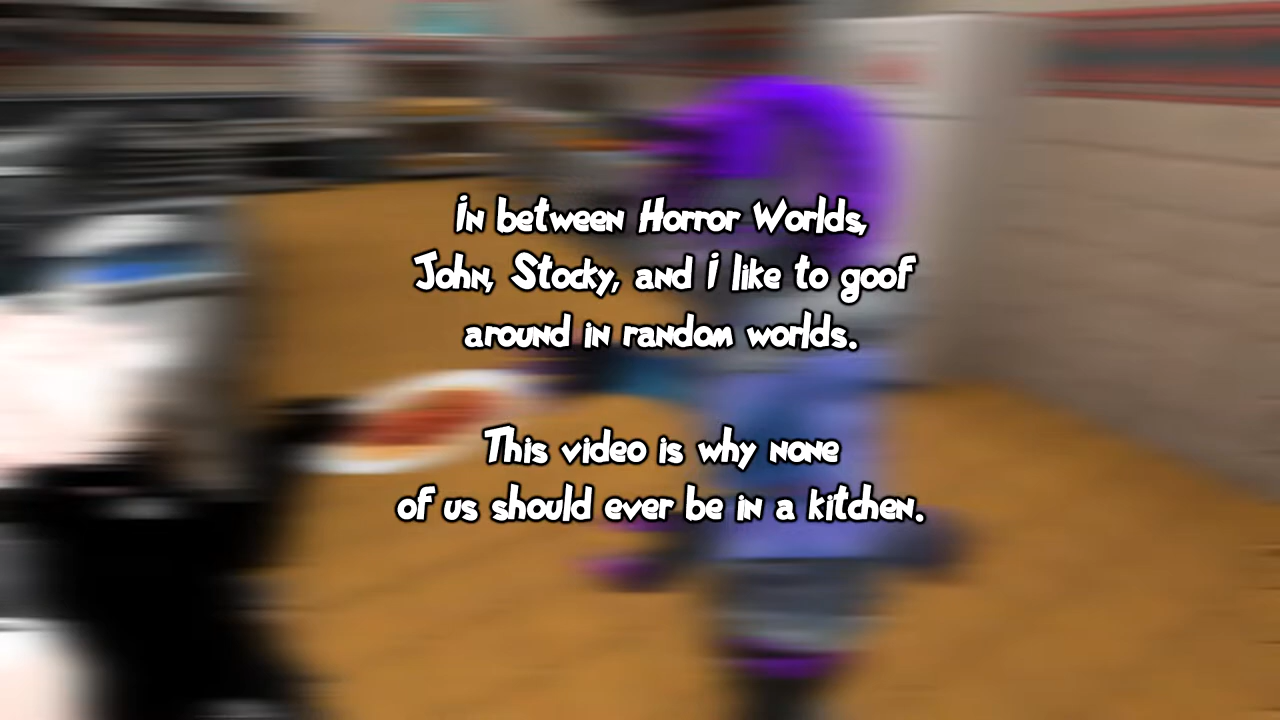 In between Horror Worlds,
John, Stocky, and I like to goof
around in random worlds.
This video is why none
of us should ever be in a kitchen.